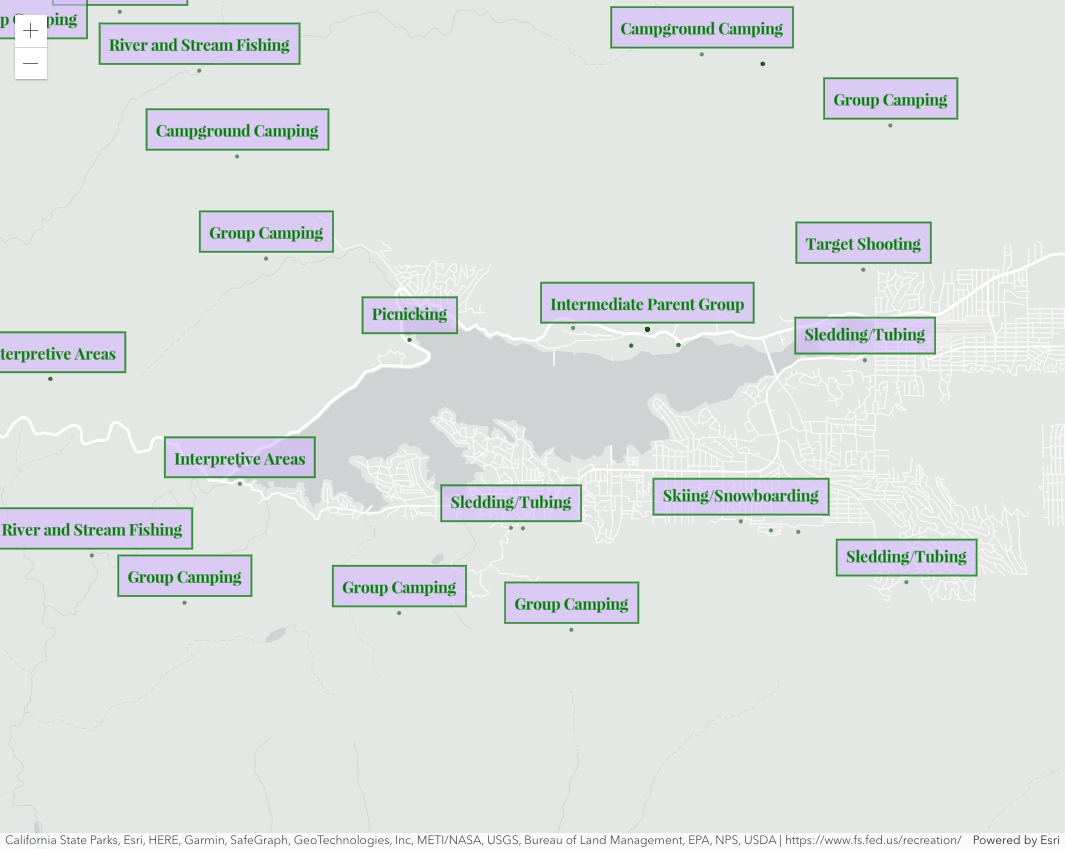 p Camping
River and Stream Fishing
Campground Camping
Group Camping
Campground Camping
Group Camping
Target Shooting
Picnicking
Intermediate Parent Group
Sledding/Tubing
terpretive Areas
Interpretive Areas
Sledding/Tubing
Skiing/Snowboarding
River and Stream Fishing
Sledding/Tubing
Group Camping
Group Camping
Group Camping
California State Parks, Esri, HERE, Garmin, SafeGraph, GeoTechnologies, Inc, METI/NASA, USGS, Bureau of Land Management, EPA, NPS, USDA | https://www.fs.fed.us/recreation/ Powered by Esri